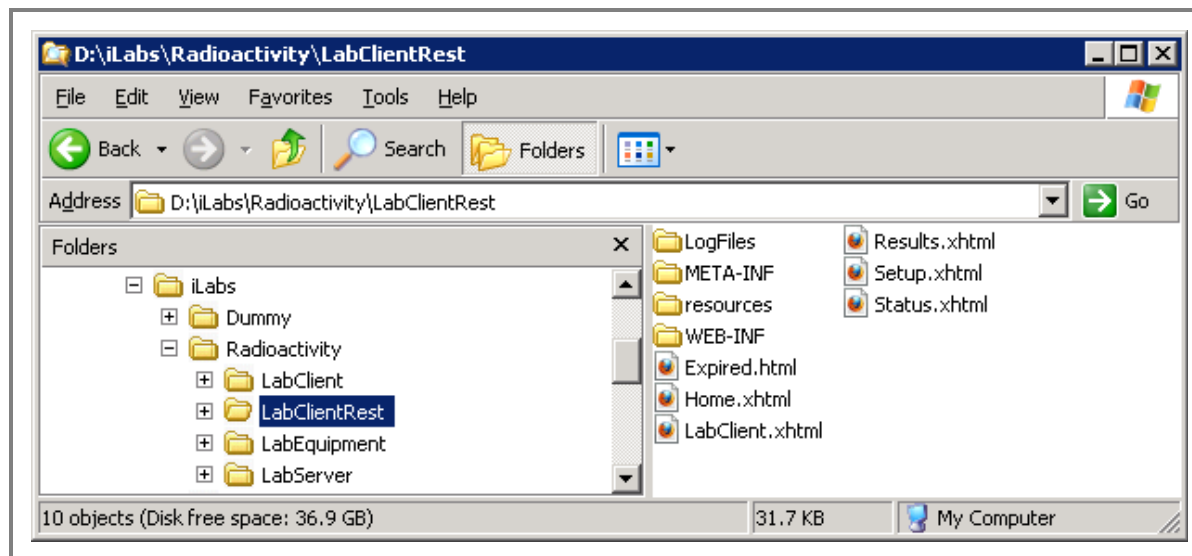 D:\iLabs\Radioactivity\LabClientRest
File Edit View Favorites Tools Help
Back Search Folders
Address D:\iLabs\Radioactivity\LabClientRest Go
Folders
iLabs
Dummy
Radioactivity
LabClient
LabClientRest
LabEquipment
LabServer
LogFiles
META-INF
resources
WEB-INF
Expired.html
Home.xhtml
LabClient.xhtml
Results.xhtml
Setup.xhtml
Status.xhtml
10 objects (Disk free space: 36.9 GB) 31.7 KB My Computer